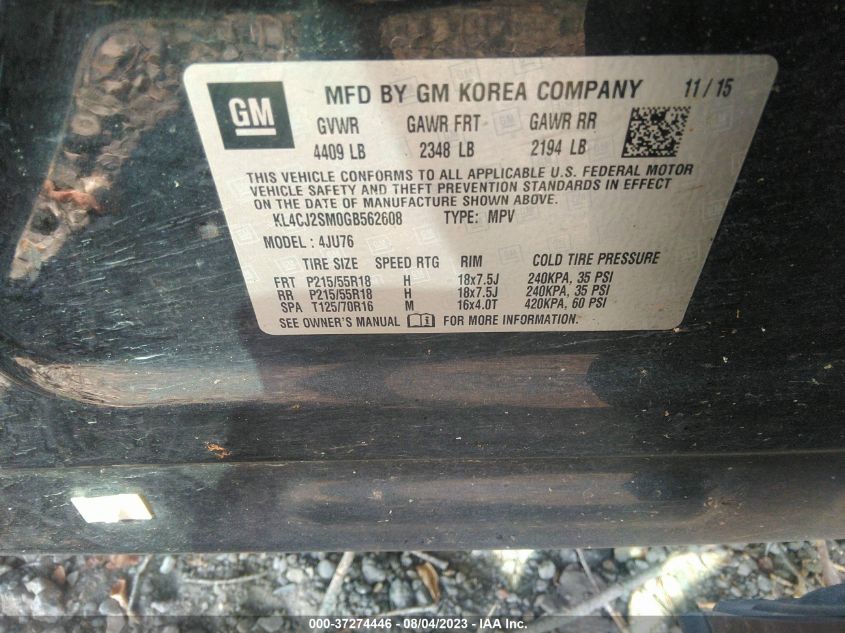 GM
MFD BY GM KOREA COMPANY 11 / 15
GVWR GAWR FRT GAWR RR
4409 LB 2348 LB 2194 LB
THIS VEHICLE CONFORMS TO ALL APPLICABLE U.S. FEDERAL MOTOR
VEHICLE SAFETY AND THEFT PREVENTION STANDARDS IN EFFECT
ON THE DATE OF MANUFACTURE SHOWN ABOVE.
KL4CJ2SM0GB562608 TYPE: MPV
MODEL : 4JU76
TIRE SIZE SPEED RTG RIM COLD TIRE PRESSURE
FRT P215/55R18 H 18x7.5J 240KPA, 35 PSI
RR P215/55R18 H 18x7.5J 240KPA, 35 PSI
SPA T125/70R16 M 16x4.0T 420KPA, 60 PSI
SEE OWNER'S MANUAL FOR MORE INFORMATION.
000-37274446 - 08/04/2023 - IAA Inc.